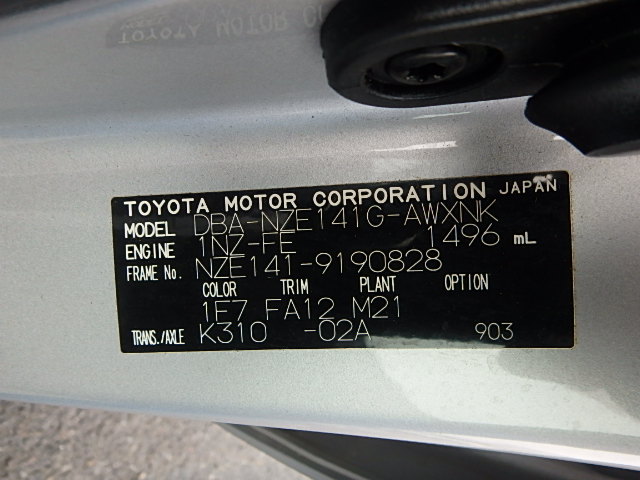 TOYOTA MOTOR CORPORATION JAPAN
MODEL DBA-NZE141G-AWXNK
ENGINE 1NZ-FE 1496 mL
FRAME No. NZE141-9190828
COLOR TRIM PLANT OPTION
1F7 FA12 M21
TRANS./AXLE K310 -02A 903